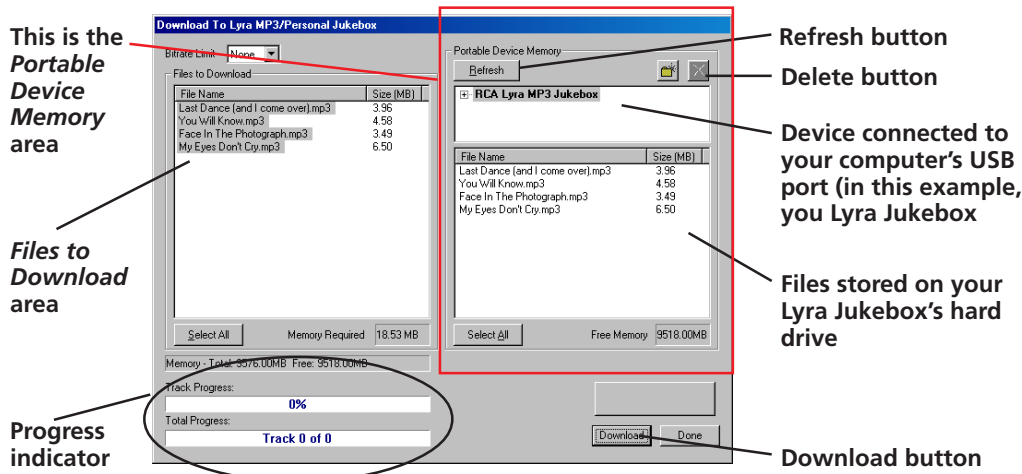 Download To Lyra MP3/Personal Jukebox
This is the
Portable
Device
Memory
area
Bitrate Limit None
Files to Download
File Name Size (MB)
Last Dance (and I come over).mp3 3.96
You Will Know.mp3 4.58
Face In The Photograph.mp3 3.49
My Eyes Don't Cry.mp3 6.50
Files to
Download
area
Select All Memory Required 18.53 MB
Memory - Total: 9576.00MB Free: 9518.00MB
Track Progress:
0%
Total Progress:
Track 0 of 0
Progress
indicator
Portable Device Memory
Refresh
RCA Lyra MP3 Jukebox
File Name Size (MB)
Last Dance (and I come over).mp3 3.96
You Will Know.mp3 4.58
Face In The Photograph.mp3 3.49
My Eyes Don't Cry.mp3 6.50
Select All Free Memory 9518.00MB
Download Done
Refresh button
Delete button
Device connected to
your computer's USB
port (in this example,
you Lyra Jukebox
Files stored on your
Lyra Jukebox's hard
drive
Download button